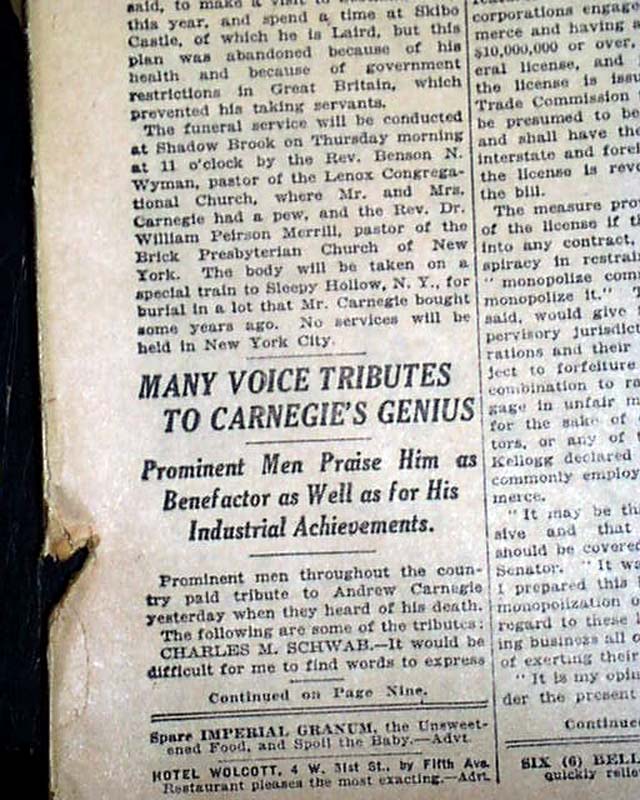 said, to make a visit to
this year, and spend a time at Skibo
Castle, of which he is Laird, but this
plan was abandoned because of his
health and because of government
restrictions in Great Britain, which
prevented his taking servants.
The funeral service will be conducted
at Shadow Brook on Thursday morning
at 11 o'clock by the Rev. Benson N.
Wyman, pastor of the Lenox Congrega-
tional Church, where Mr. and Mrs.
Carnegie had a pew, and the Rev. Dr.
William Peirson Merrill, pastor of the
Brick Presbyterian Church of New
York. The body will be taken on a
special train to Sleepy Hollow, N. Y., for
burial in a lot that Mr. Carnegie bought
some years ago. No services will be
held in New York City.
MANY VOICE TRIBUTES
TO CARNEGIE'S GENIUS
Prominent Men Praise Him as
Benefactor as Well as for His
Industrial Achievements.
Prominent men throughout the coun-
try paid tribute to Andrew Carnegie
yesterday when they heard of his death.
The following are some of the tributes:
CHARLES M. SCHWAB.—It would be
difficult for me to find words to express
Continued on Page Nine.
Spare IMPERIAL GRANUM, the Unsweet-
ened Food, and Spoil the Baby.—Advt.
HOTEL WOLCOTT, 4 W. 31st St., by Fifth Ave.
Restaurant pleases the most exacting.—Advt.
corporations engage
merce and having
$10,000,000 or over,
eral license, and
the license is issu
Trade Commission
be presumed to be
and shall have the
interstate and forei
the license is revo
the bill.
The measure prov
of the license if th
into any contract,
spiracy in restrain
" monopolize com
monopolize it." T
said, would give
pervisory jurisdict
rations and their
ject to forfeiture
combination to ra
gage in unfair m
for the sake of
tors, or any of
Kellogg declared
commonly employ
merce.
" It may be th
sive and that
should be covered
Senator. " It wa
I prepared this
monopolization o
regard to these
ing business all o
of exerting their
" It is my opin
der the present
Continue
SIX (6) BELL
quickly relie